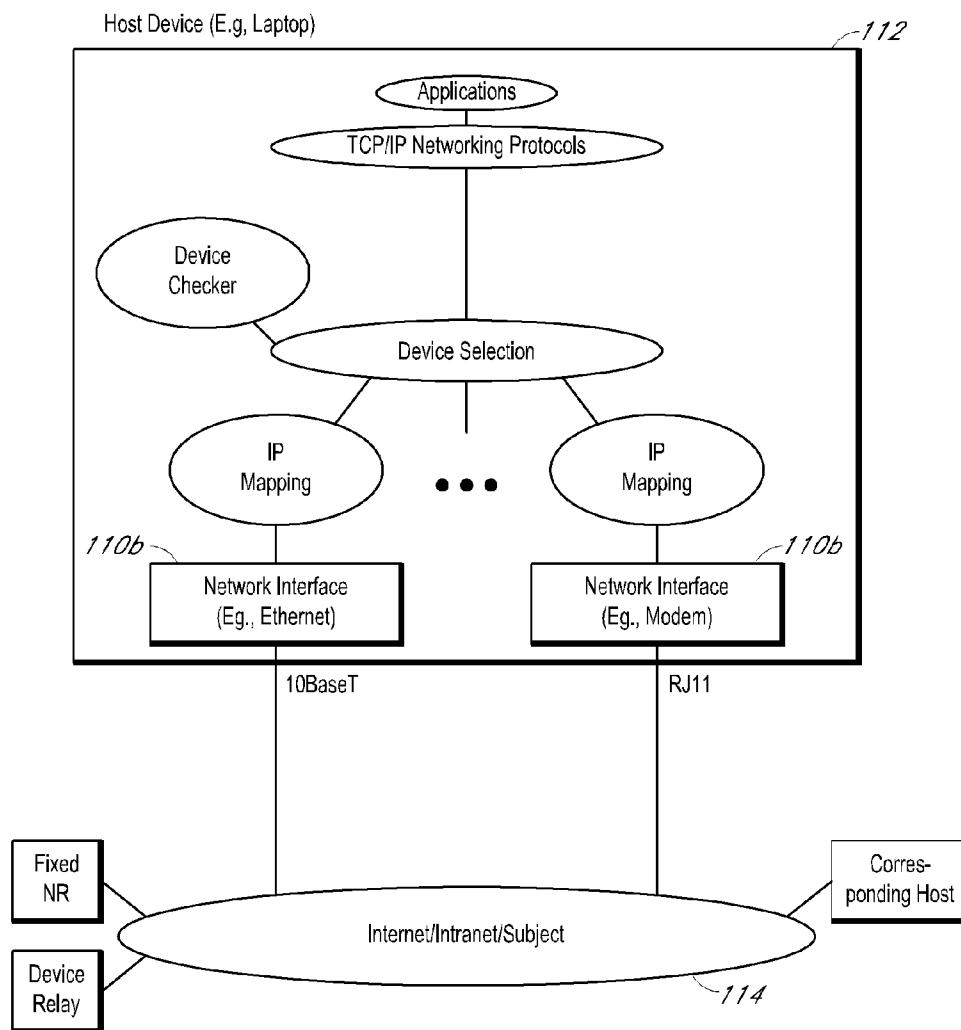 Host Device (E.g, Laptop)
112
Applications
TCP/IP Networking Protocols
Device
Checker
Device Selection
IP
Mapping
IP
Mapping
110b
110b
Network Interface
(Eg., Ethernet)
Network Interface
(Eg., Modem)
10BaseT
RJ11
Fixed
NR
Corres-
ponding Host
Internet/Intranet/Subject
Device
Relay
114